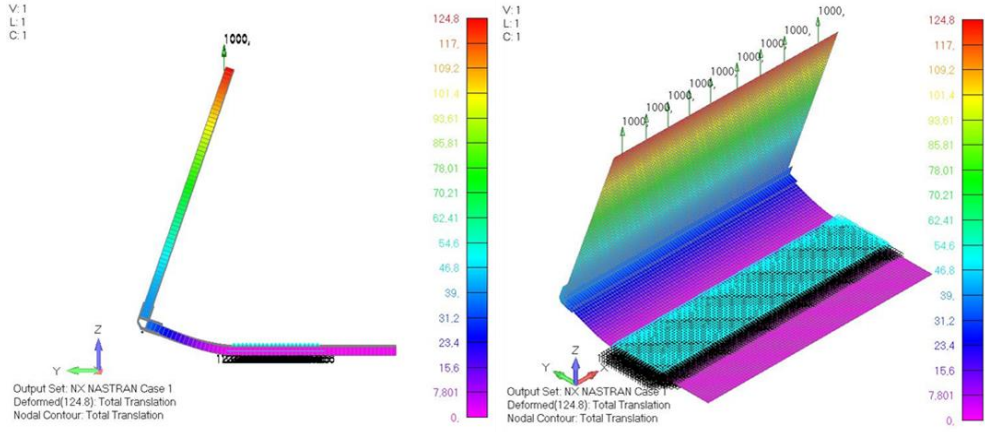 V: 1
L: 1
C: 1
1000,
124.8
117,
109.2
101.4
93.61
85.81
78.01
70.21
62.41
54.6
46.8
39,
31.2
23.4
15.6
7.801
0,
Z
Y
Output Set: NX NASTRAN Case 1
Deformed(124.8): Total Translation
Nodal Contour: Total Translation
V: 1
L: 1
C: 1
1000,
1000,
1000,
1000,
1000,
1000,
1000,
1000,
1000,
124.8
117,
109.2
101.4
93.61
85.81
78.01
70.21
62.41
54.6
46.8
39,
31.2
23.4
15.6
7.801
0,
Z
Y
X
Output Set: NX NASTRAN Case 1
Deformed(124.8): Total Translation
Nodal Contour: Total Translation